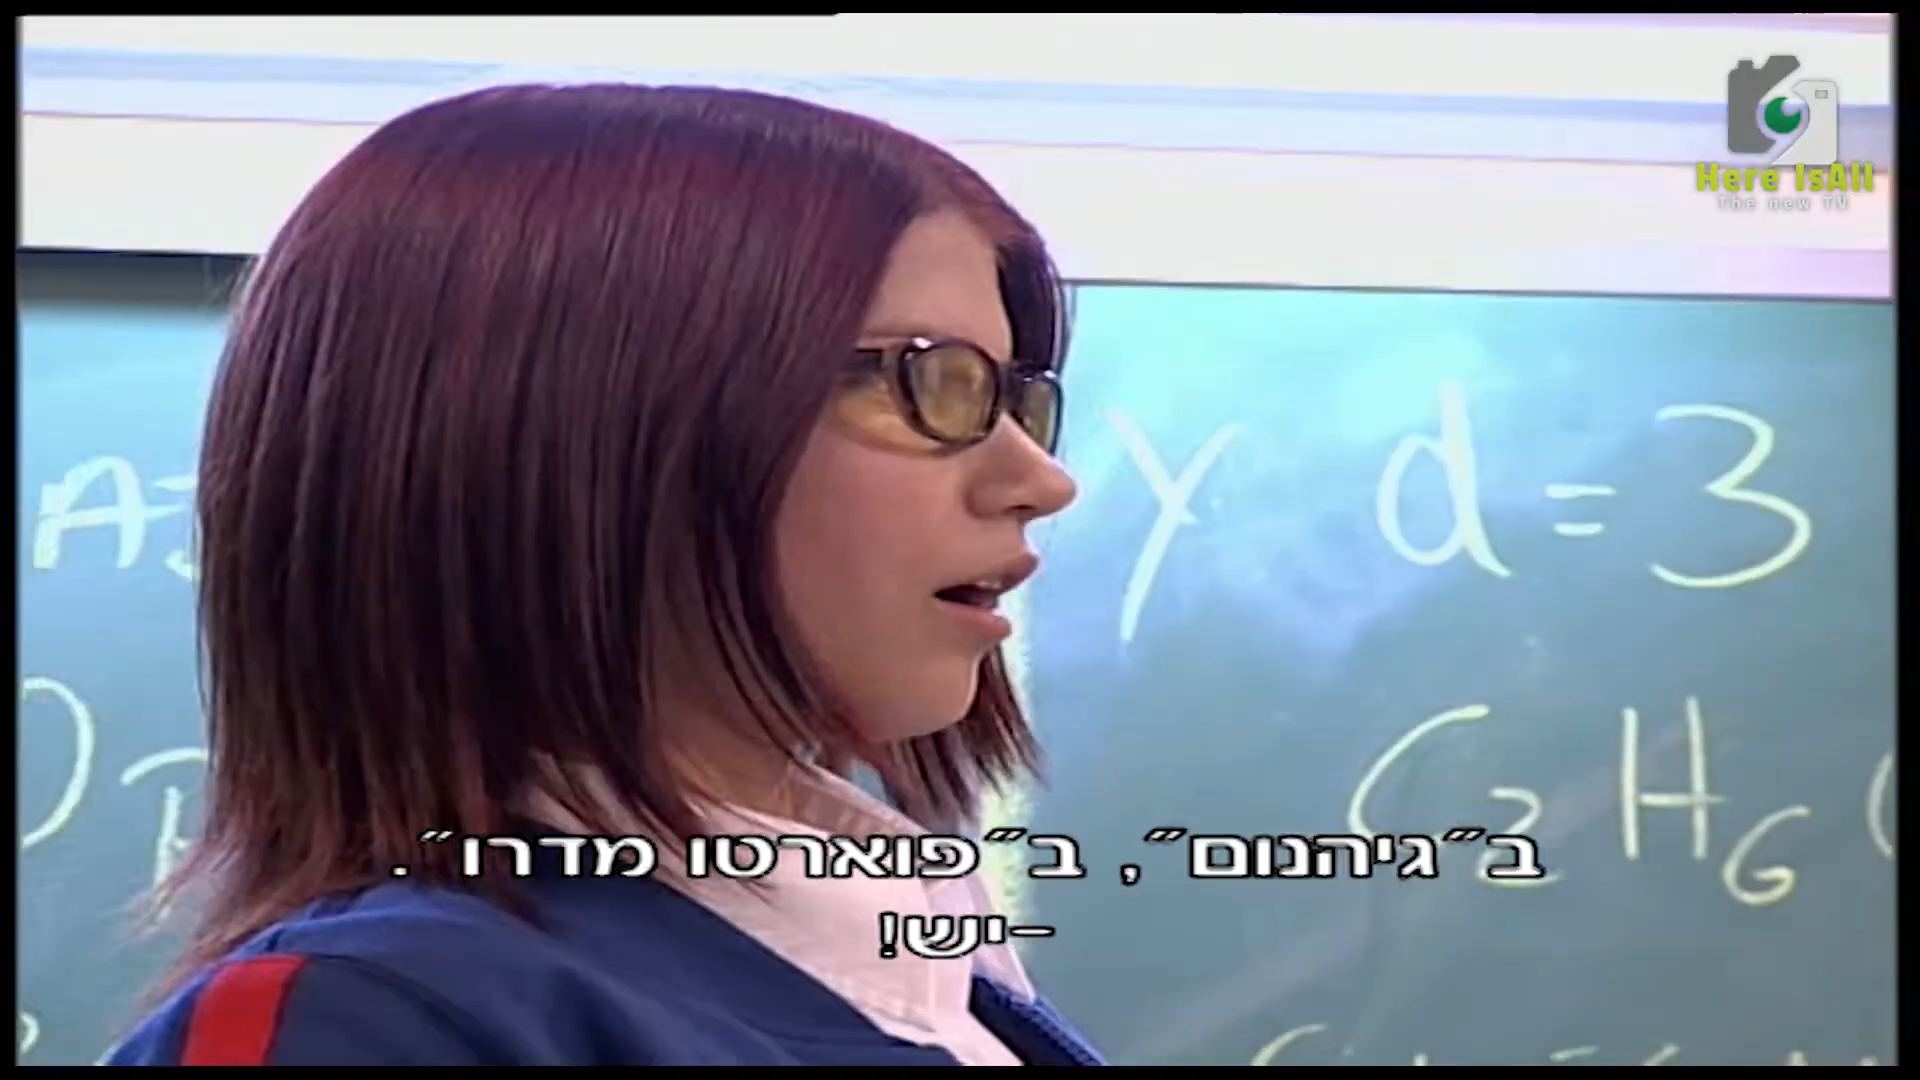 Here IsAll
The new TV
A=
y d = 3
C2H6
ב״גיהנום״, ב״פוארטו מדרו״.
-יש!